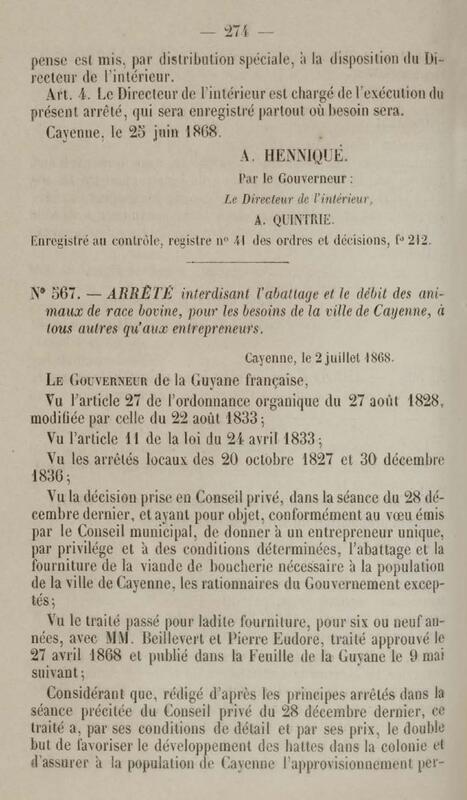 — 274 —
pense est mis, par distribution spéciale, à la disposition du Di-
recteur de l'intérieur.
Art. 4. Le Directeur de l'intérieur est chargé de l'exécution du
présent arrêté, qui sera enregistré partout où besoin sera.
Cayenne, le 25 juin 1868.
A. HENNIQUE.
Par le Gouverneur :
Le Directeur de l'intérieur,
A. QUINTRIE.
Enregistré au contrôle, registre n° 41 des ordres et décisions, f° 212.
N° 567. — ARRÊTÉ interdisant l'abattage et le débit des ani-
maux de race bovine, pour les besoins de la ville de Cayenne, à
tous autres qu'aux entrepreneurs.
Cayenne, le 2 juillet 1868.
LE GOUVERNEUR de la Guyane française,
Vu l'article 27 de l'ordonnance organique du 27 août 1828,
modifiée par celle du 22 août 1833 ;
Vu l'article 11 de la loi du 24 avril 1833 ;
Vu les arrêtés locaux des 20 octobre 1827 et 30 décembre
1836 ;
Vu la décision prise en Conseil privé, dans la séance du 28 dé-
cembre dernier, et ayant pour objet, conformément au vœu émis
par le Conseil municipal, de donner à un entrepreneur unique,
par privilége et à des conditions déterminées, l'abattage et la
fourniture de la viande de boucherie nécessaire à la population
de la ville de Cayenne, les rationnaires du Gouvernement excep-
tés ;
Vu le traité passé pour ladite fourniture, pour six ou neuf an-
nées, avec MM. Beillevert et Pierre Eudore, traité approuvé le
27 avril 1868 et publié dans la Feuille de la Guyane le 9 mai
suivant ;
Considérant que, rédigé d'après les principes arrêtés dans la
séance précitée du Conseil privé du 28 décembre dernier, ce
traité a, par ses conditions de détail et par ses prix, le double
but de favoriser le développement des hattes dans la colonie et
d'assurer à la population de Cayenne l'approvisionnement per-